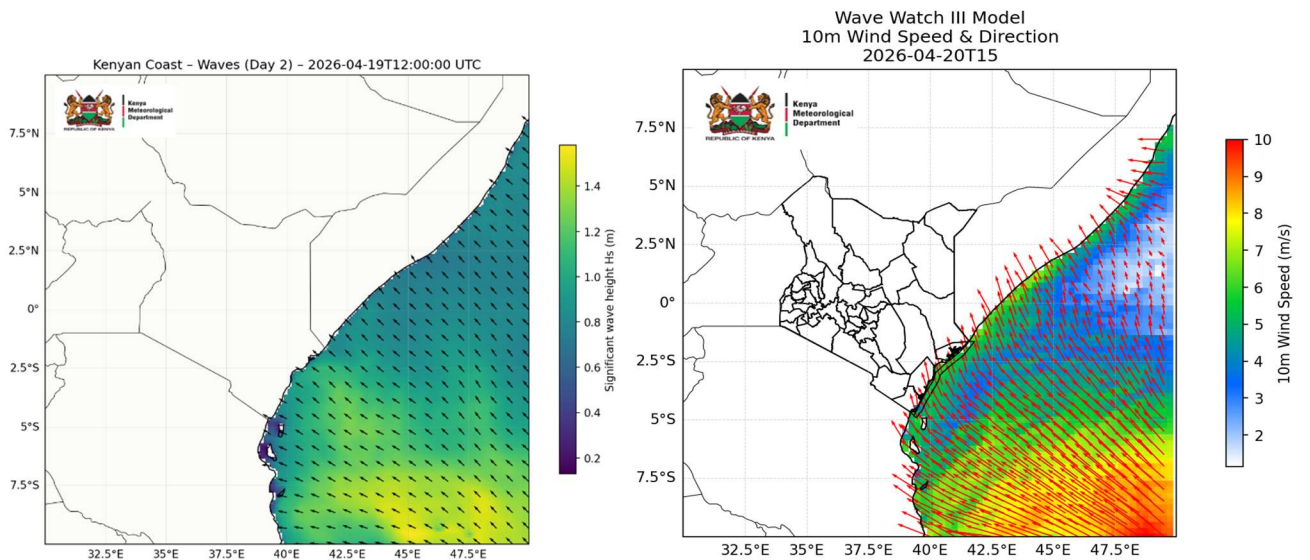 Kenyan Coast – Waves (Day 2) – 2026-04-19T12:00:00 UTC
Kenya
Meteorological
Department
REPUBLIC OF KENYA
7.5°N
5°N
2.5°N
0°
2.5°S
5°S
7.5°S
32.5°E
35°E
37.5°E
40°E
42.5°E
45°E
47.5°E
1.4
1.2
1.0
0.8
0.6
0.4
0.2
Significant wave height Hs (m)
Wave Watch III Model
10m Wind Speed & Direction
2026-04-20T15
Kenya
Meteorological
Department
REPUBLIC OF KENYA
7.5°N
5°N
2.5°N
0°
2.5°S
5°S
7.5°S
32.5°E
35°E
37.5°E
40°E
42.5°E
45°E
47.5°E
10
9
8
7
6
5
4
3
2
10m Wind Speed (m/s)